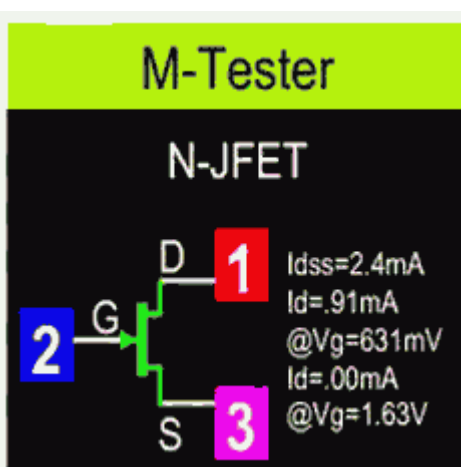 M-Tester
N-JFET
D
1
G
2
S
3
Idss=2.4mA
Id=.91mA
@Vg=631mV
Id=.00mA
@Vg=1.63V